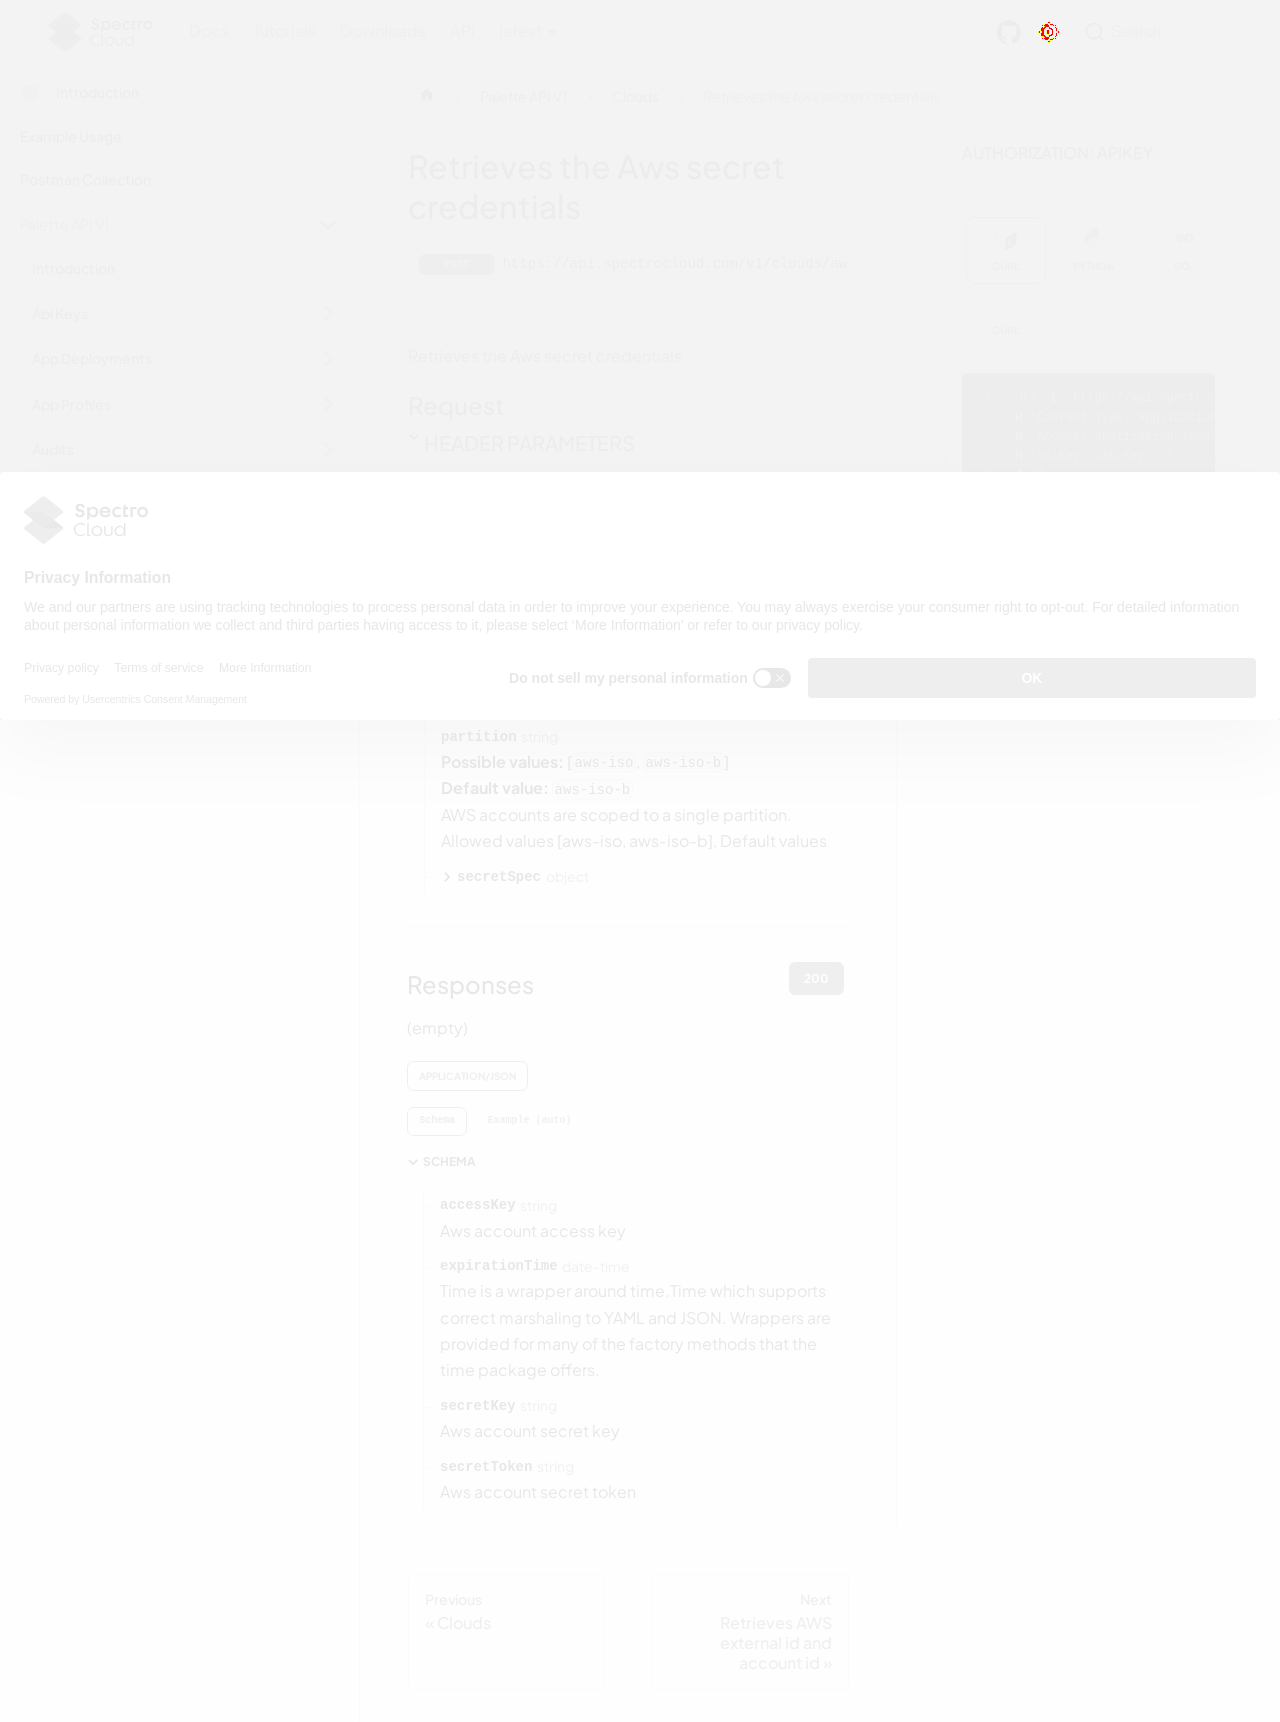 Spectro Cloud
Docs Tutorials Downloads API latest Search
Introduction
Example Usage
Postman Collection
Palette API V1
Introduction
Api Keys
App Deployments
App Profiles
Audits
Palette API V1 Clouds Retrieves the Aws secret credentials
Retrieves the Aws secret
credentials
https://api.spectrocloud.com/v1/clouds/aw
Retrieves the Aws secret credentials
Request
HEADER PARAMETERS
AUTHORIZATION: APIKEY
CURL PYTHON GO
CURL
Spectro
Cloud
Privacy Information
We and our partners are using tracking technologies to process personal data in order to improve your experience. You may always exercise your consumer right to opt-out. For detailed information
about personal information we collect and third parties having access to it, please select 'More Information' or refer to our privacy policy.
Privacy policy Terms of service More Information
Do not sell my personal information
OK
Powered by Usercentrics Consent Management
partition string
Possible values: [aws-iso, aws-iso-b]
Default value: aws-iso-b
AWS accounts are scoped to a single partition.
Allowed values [aws-iso, aws-iso-b], Default values
secretSpec object
Responses
200
(empty)
APPLICATION/JSON
Schema Example (auto)
SCHEMA
accessKey string
Aws account access key
expirationTime date-time
Time is a wrapper around time.Time which supports
correct marshaling to YAML and JSON. Wrappers are
provided for many of the factory methods that the
time package offers.
secretKey string
Aws account secret key
secretToken string
Aws account secret token
Previous
« Clouds
Next
Retrieves AWS
external id and
account id »